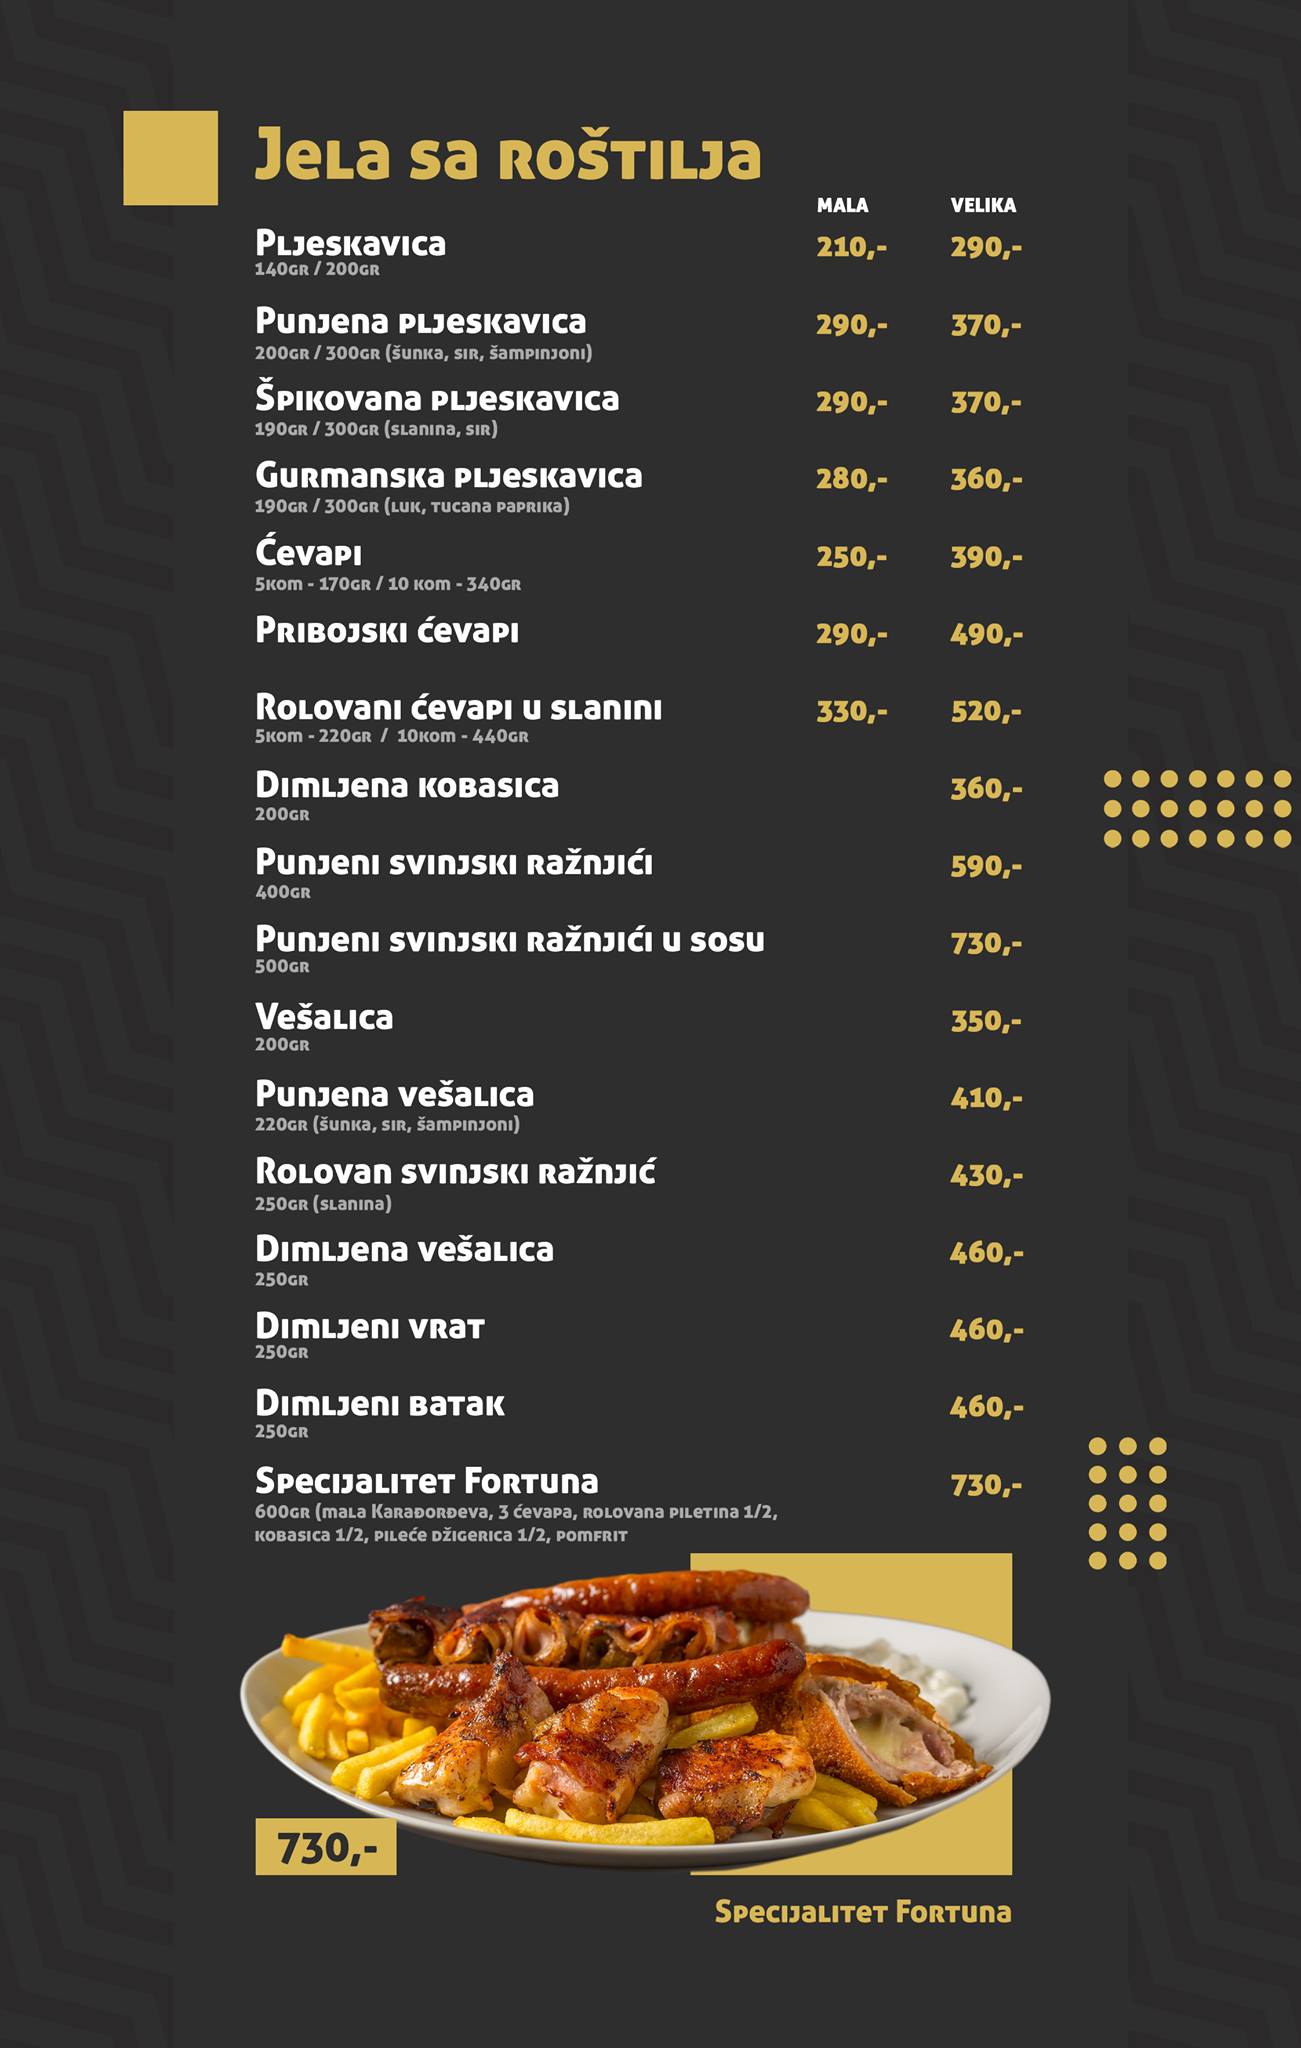 Jela sa roštilja
MALA VELIKA
Pljeskavica 210,- 290,-
140gr / 200gr
Punjena pljeskavica 290,- 370,-
200gr / 300gr (šunka, sir, šampinjoni)
Špikovana pljeskavica 290,- 370,-
190gr / 300gr (slanina, sir)
Gurmanska pljeskavica 280,- 360,-
190gr / 300gr (luk, tucana paprika)
Ćevapi 250,- 390,-
5kom - 170gr / 10 kom - 340gr
Pribojski ćevapi 290,- 490,-
Rolovani ćevapi u slanini 330,- 520,-
5kom - 220gr / 10kom - 440gr
Dimljena kobasica 360,-
200gr
Punjeni svinjski ražnjići 590,-
400gr
Punjeni svinjski ražnjići u sosu 730,-
500gr
Vešalica 350,-
200gr
Punjena vešalica 410,-
220gr (šunka, sir, šampinjoni)
Rolovan svinjski ražnjić 430,-
250gr (slanina)
Dimljena vešalica 460,-
250gr
Dimljeni vrat 460,-
250gr
Dimljeni batak 460,-
250gr
Specijalitet Fortuna 730,-
600gr (mala Karađorđeva, 3 ćevapa, rolovana piletina 1/2,
kobasica 1/2, pileće džigerica 1/2, pomfrit
730,-
Specijalitet Fortuna